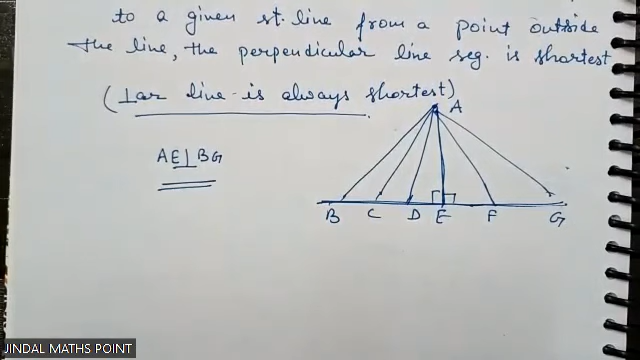 to a given st. line from a point outside
the line, the perpendicular line seg. is shortest
(⊥ar line is always shortest)
A
AE⊥BG
B C D E F G
JINDAL MATHS POINT